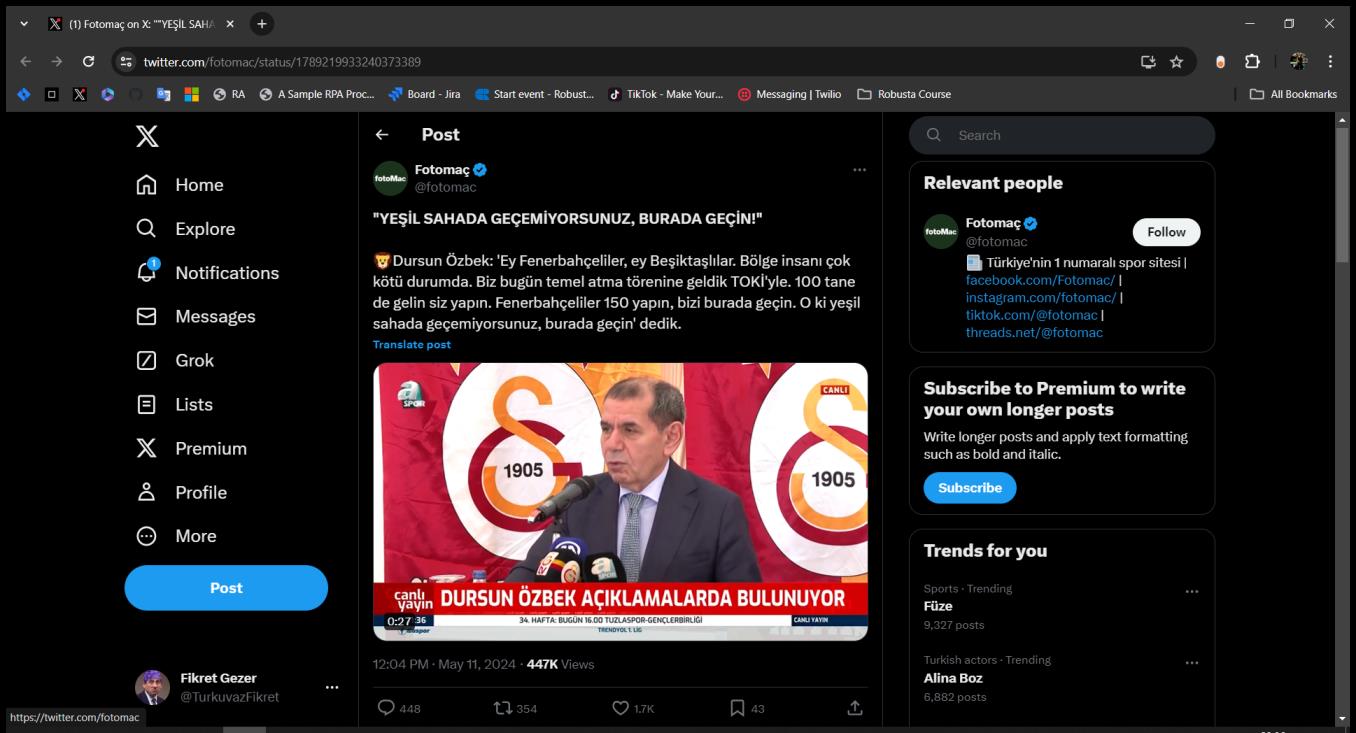 (1) Fotomaç on X: ""YEŞİL SAHA
twitter.com/fotomac/status/1789219933240373389
RA
A Sample RPA Proc...
Board - Jira
Start event - Robust...
TikTok - Make Your...
Messaging | Twilio
Robusta Course
All Bookmarks
Home
Explore
1
Notifications
Messages
Grok
Lists
Premium
Profile
More
Post
Fikret Gezer
@TurkuvazFikret
https://twitter.com/fotomac
Post
fotoMac
Fotomaç
@fotomac
"YEŞİL SAHADA GEÇEMİYORSUNUZ, BURADA GEÇİN!"
🦁Dursun Özbek: 'Ey Fenerbahçeliler, ey Beşiktaşlılar. Bölge insanı çok
kötü durumda. Biz bugün temel atma törenine geldik TOKİ'yle. 100 tane
de gelin siz yapın. Fenerbahçeliler 150 yapın, bizi burada geçin. O ki yeşil
sahada geçemiyorsunuz, burada geçin' dedik.
Translate post
a
SPOR
CANLI
1905
1905
canlı
yayın
DURSUN ÖZBEK AÇIKLAMALARDA BULUNUYOR
0:27
:36
34. HAFTA: BUGÜN 16.00 TUZLASPOR-GENÇLERBİRLİĞİ
CANLI YAYIN
TRENDYOL 1. LİG
12:04 PM · May 11, 2024 · 447K Views
448
354
1.7K
43
Search
Relevant people
fotoMac
Fotomaç
@fotomac
Follow
📰 Türkiye'nin 1 numaralı spor sitesi |
facebook.com/Fotomac/ |
instagram.com/fotomac/ |
tiktok.com/@fotomac |
threads.net/@fotomac
Subscribe to Premium to write
your own longer posts
Write longer posts and apply text formatting
such as bold and italic.
Subscribe
Trends for you
Sports · Trending
Füze
9,327 posts
Turkish actors · Trending
Alina Boz
6,882 posts